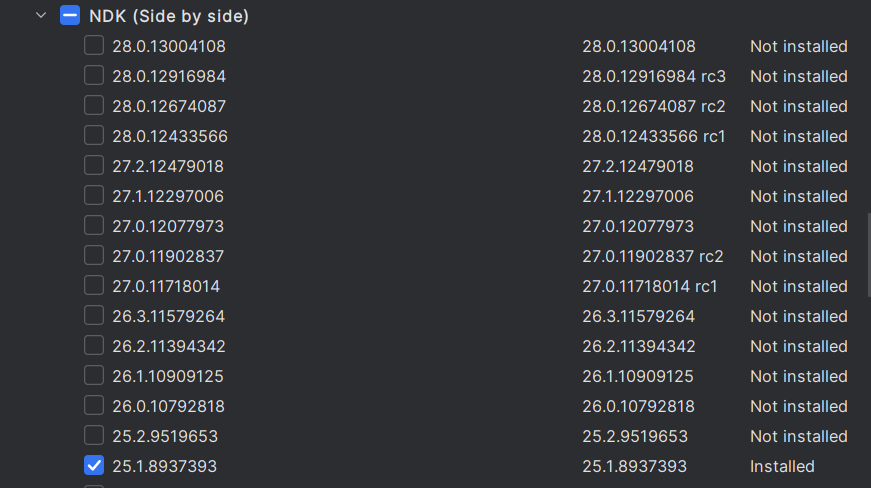 NDK (Side by side)
28.0.13004108 28.0.13004108 Not installed
28.0.12916984 28.0.12916984 rc3 Not installed
28.0.12674087 28.0.12674087 rc2 Not installed
28.0.12433566 28.0.12433566 rc1 Not installed
27.2.12479018 27.2.12479018 Not installed
27.1.12297006 27.1.12297006 Not installed
27.0.12077973 27.0.12077973 Not installed
27.0.11902837 27.0.11902837 rc2 Not installed
27.0.11718014 27.0.11718014 rc1 Not installed
26.3.11579264 26.3.11579264 Not installed
26.2.11394342 26.2.11394342 Not installed
26.1.10909125 26.1.10909125 Not installed
26.0.10792818 26.0.10792818 Not installed
25.2.9519653 25.2.9519653 Not installed
25.1.8937393 25.1.8937393 Installed